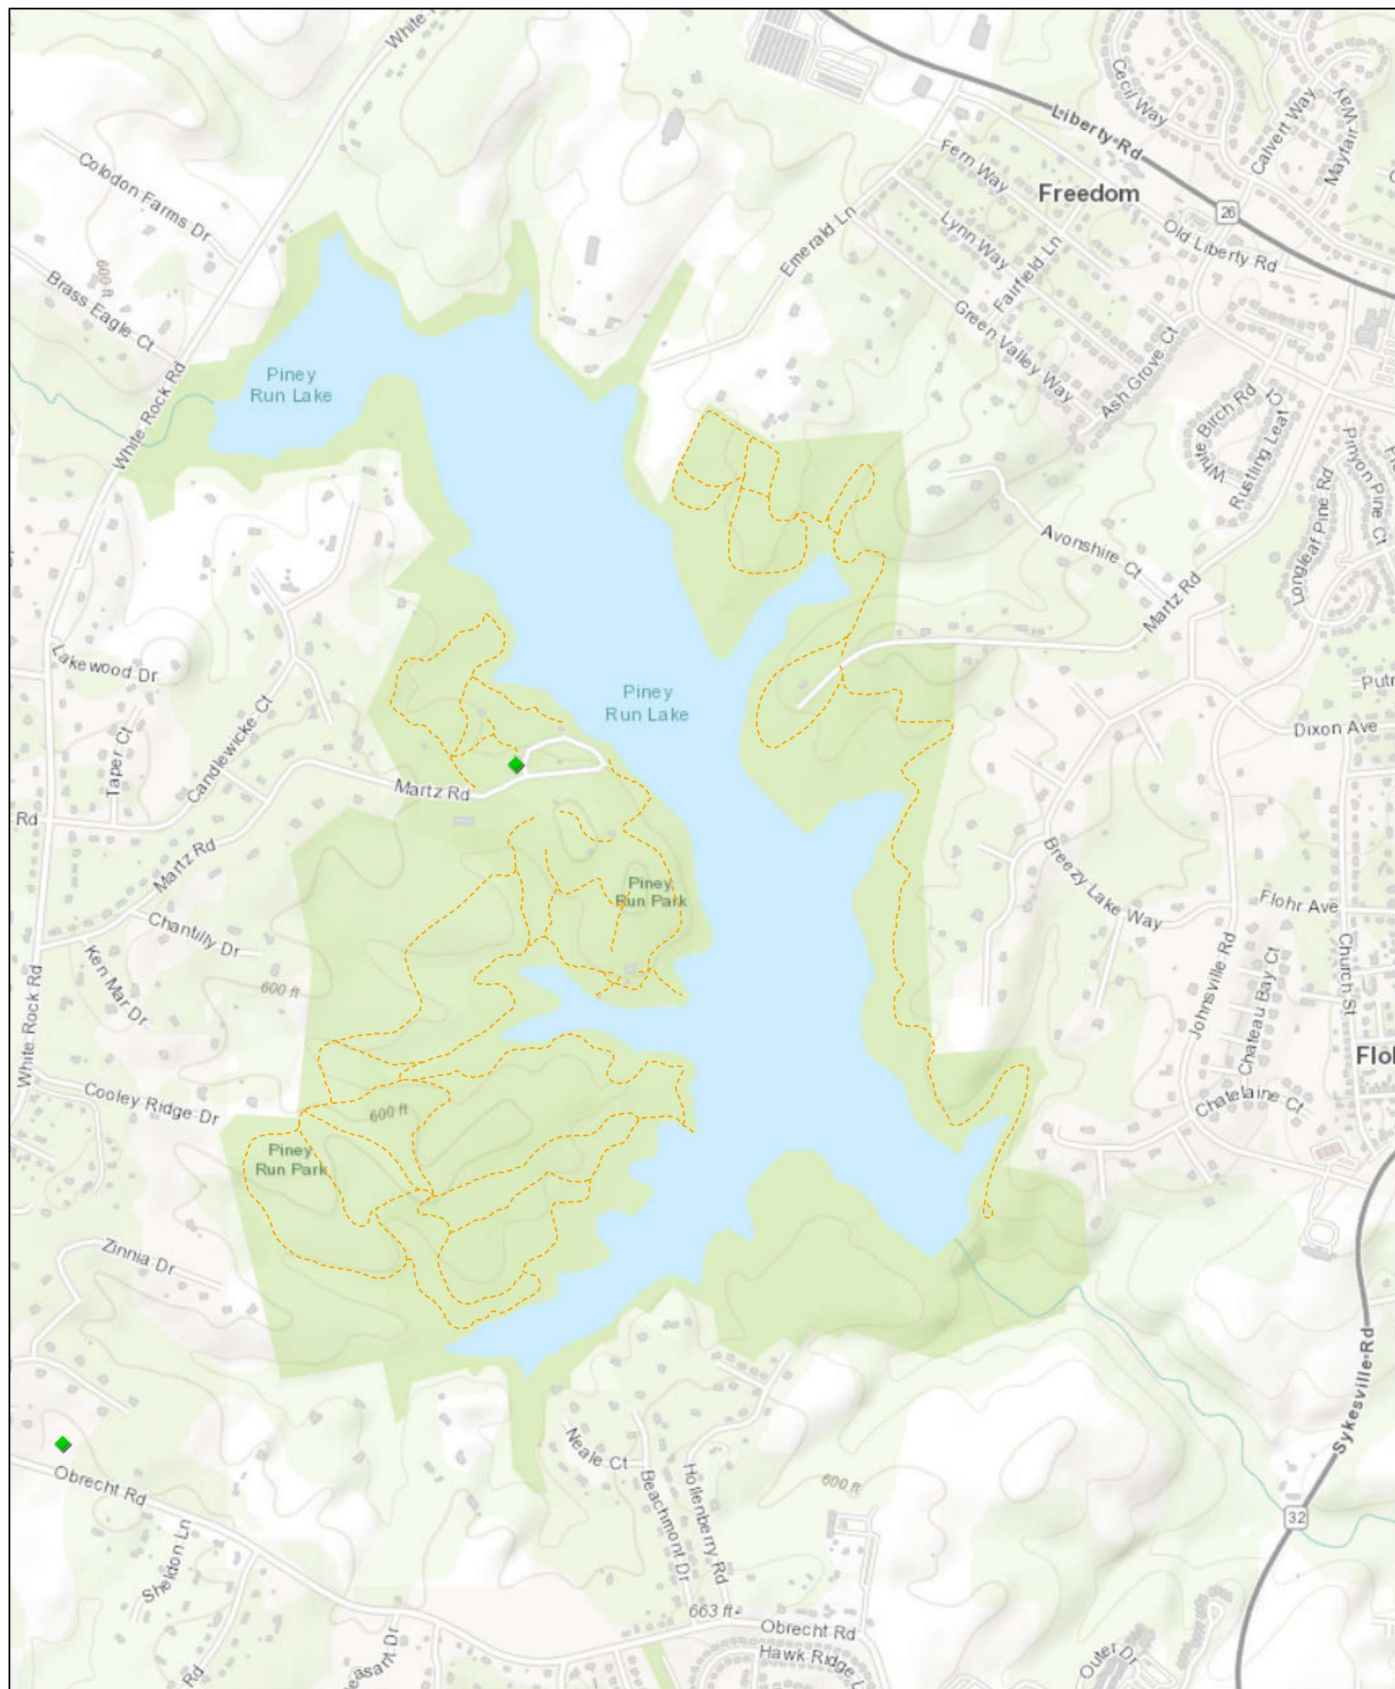 White
Cecil Way
Liberty Rd
Calvert Way
Mayfair Way
Colodon Farms Dr
Fern Way
Freedom
26
Emerald Ln
Lynn Way
Old Liberty Rd
600 ft
Fairfield Ln
Brass Eagle Ct
Green Valley Way
Ash Grove Ct
Piney
Run Lake
White Rock Rd
White Birch Rd
Rustling Leaf Ct
Pinyon Pine Ct
Longleaf Pine Rd
Avonshire Ct
Martz Rd
Lakewood Dr
Piney
Run Lake
Candlewicke Ct
Taper Ct
Dixon Ave
Martz Rd
Rd
Martz Rd
Breezy Lake Way
Piney
Run Park
Flohr Ave
Chantilly Dr
Ken Mar Dr
600 ft
Church St
Johnsville Rd
Chateau Bay Ct
White Rock Rd
Cooley Ridge Dr
600 ft
Chatelaine Ct
Piney
Run Park
Zinnia Dr
Sykesville Rd
Obrecht Rd
Neale Ct
Beachmont Dr
Hollenberry Rd
600 ft
32
Sheldon Ln
663 ft
Obrecht Rd
Hawk Ridge
Outer Dr
Rd